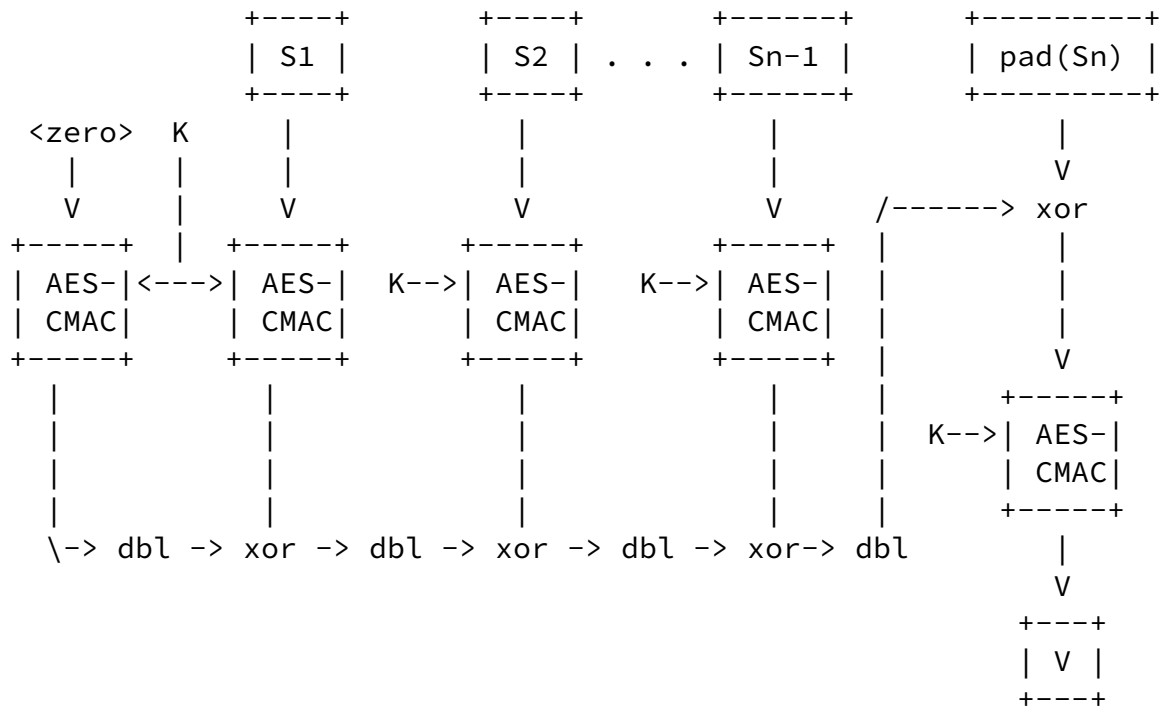 +----+       +----+       +------+      +---------+
                | S1 |       | S2 | . . . | Sn-1 |      | pad(Sn) |
                +----+       +----+       +------+      +---------+
 <zero>  K     |            |             |               |
   |     |     |            |             |               V
   V     |     V            V             V     /------> xor
+-----+  |  +-----+      +-----+       +-----+  |         |
| AES-|<--->| AES-|  K-->| AES-|   K-->| AES-|  |         |
| CMAC|     | CMAC|      | CMAC|       | CMAC|  |         |
+-----+     +-----+      +-----+       +-----+  |         V
  |           |             |             |     |      +-----+
  |           |             |             |     |  K-->| AES-|
  |           |             |             |     |      | CMAC|
  |           |             |             |     |      +-----+
  \-> dbl -> xor -> dbl -> xor -> dbl -> xor-> dbl        |
                                                          V
                                                        +---+
                                                        | V |
                                                        +---+